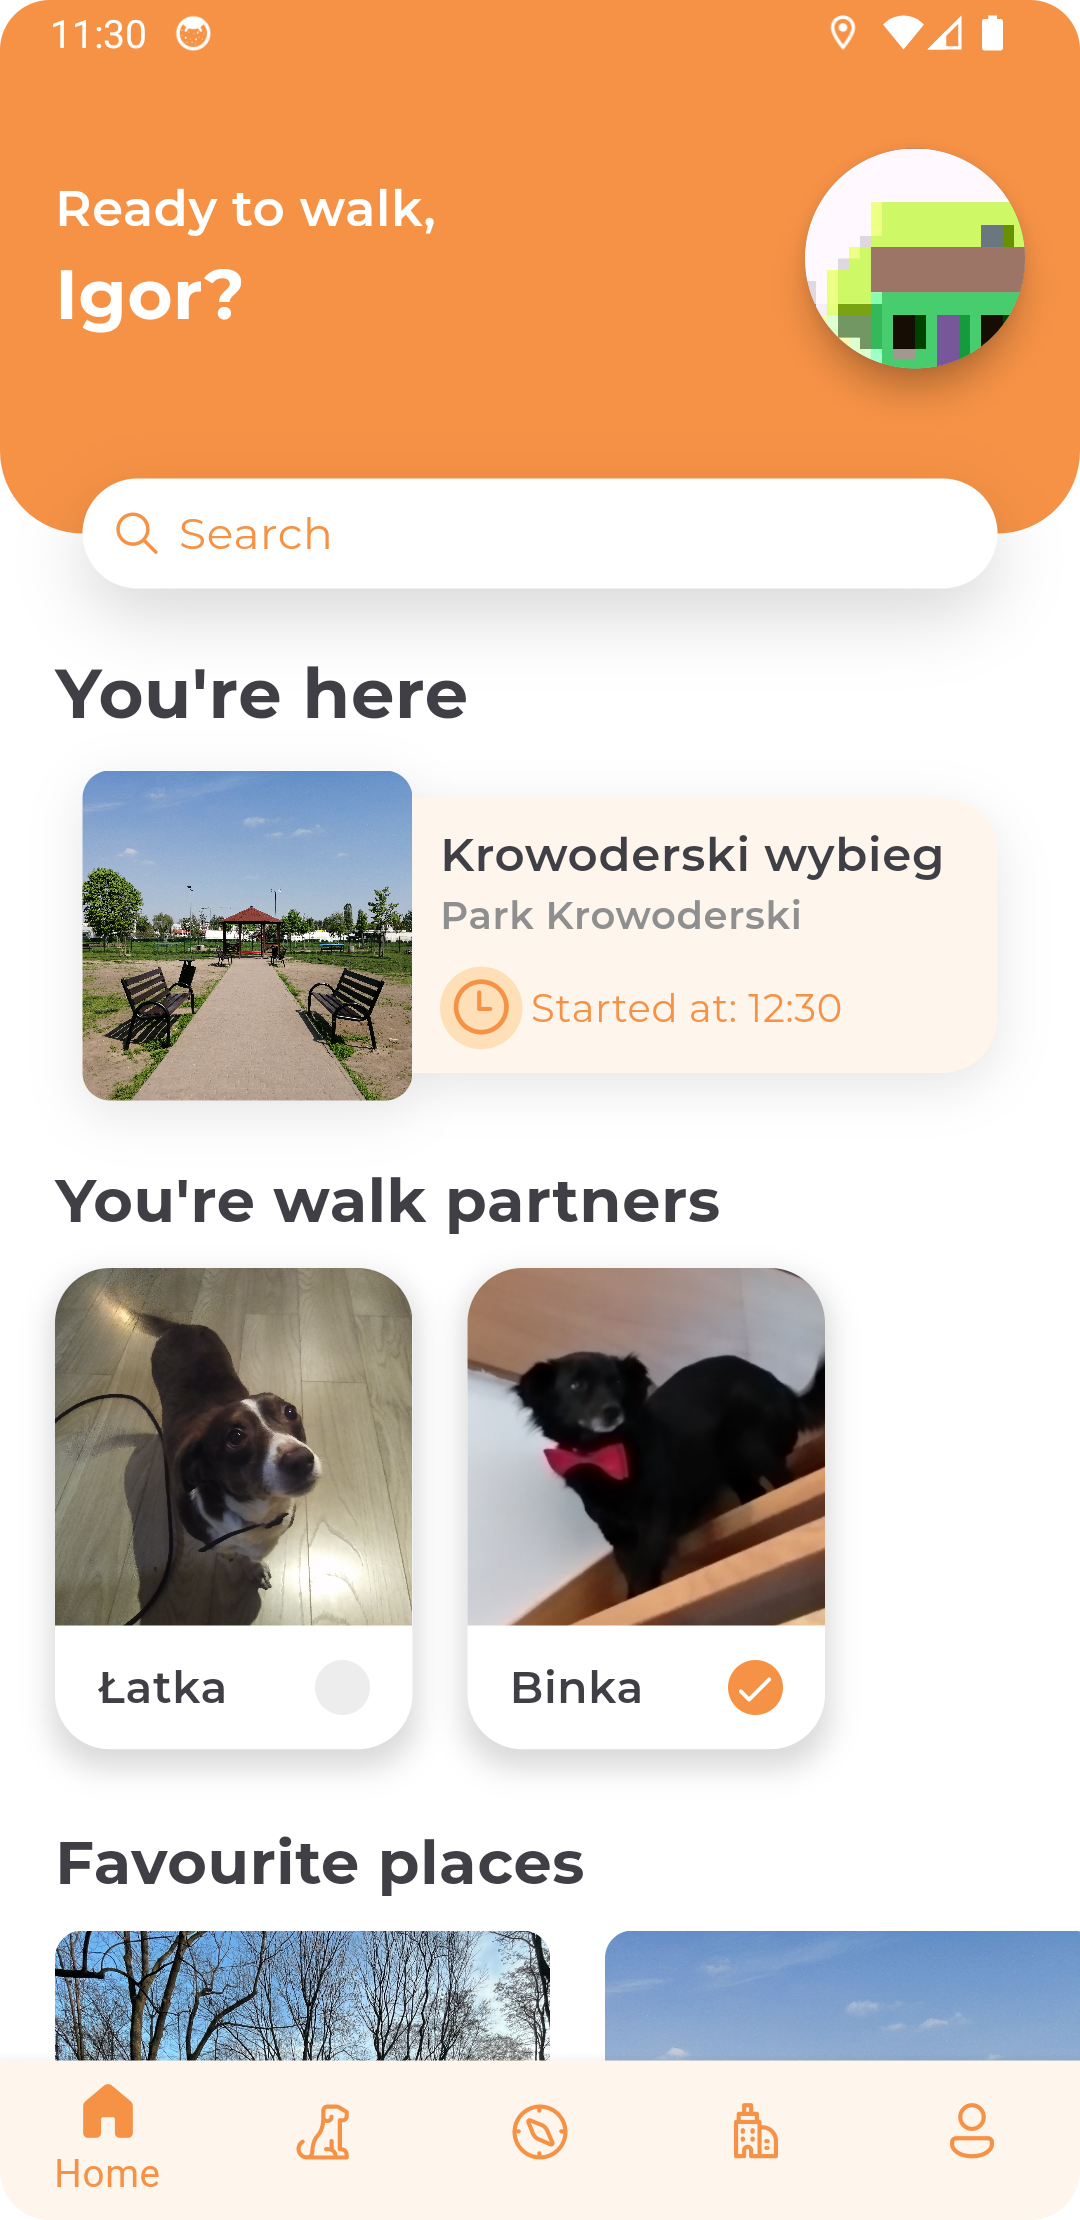 11:30
Ready to walk,
Igor?
Search
You're here
Krowoderski wybieg
Park Krowoderski
Started at: 12:30
You're walk partners
Łatka
Binka
Favourite places
Home